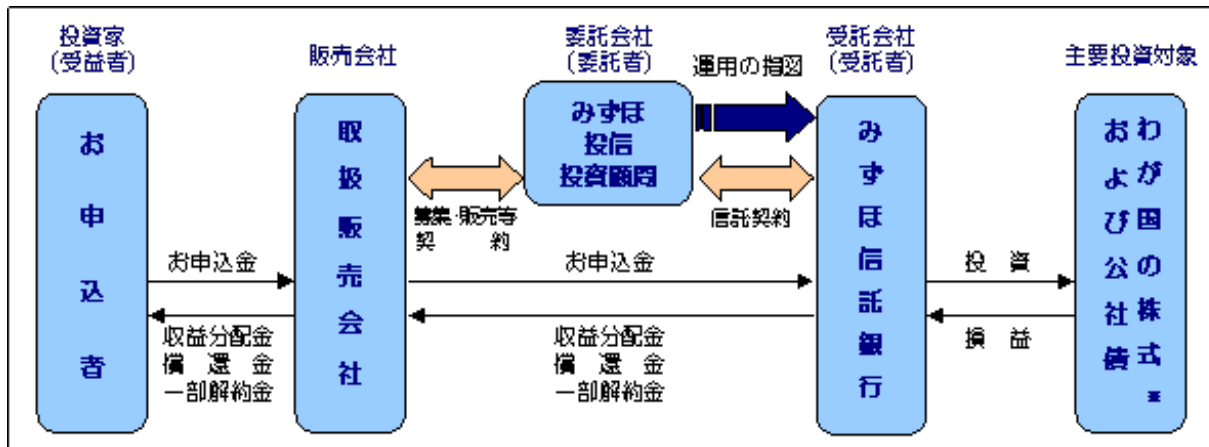 投資家
(受益者)
販売会社
委託会社
(委託者)
運用の指図
受託会社
(受託者)
主要投資対象
お申込者
取扱販売会社
みずほ
投信
投資顧問
みずほ信託銀行
わが国の株式*
および公社債
募集・販売等
契約
信託契約
お申込金
お申込金
投資
収益分配金
償還金
一部解約金
収益分配金
償還金
一部解約金
損益